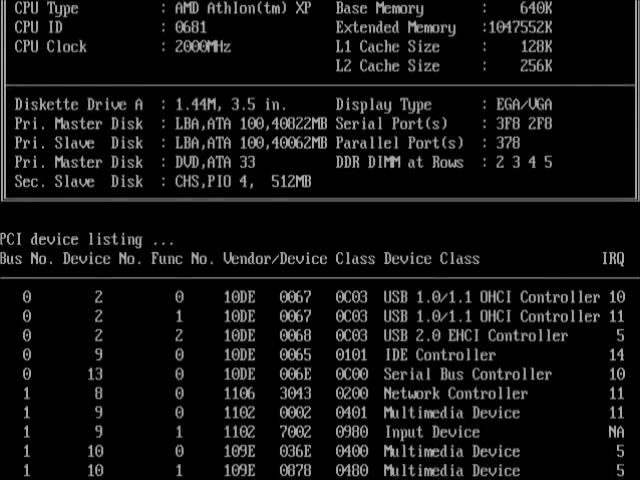 CPU Type : AMD Athlon(tm) XP Base Memory : 640K
CPU ID : 0681 Extended Memory :1047552K
CPU Clock : 2000MHz L1 Cache Size : 128K
L2 Cache Size : 256K
Diskette Drive A : 1.44M, 3.5 in. Display Type : EGA/VGA
Pri. Master Disk : LBA,ATA 100,40822MB Serial Port(s) : 3F8 2F8
Pri. Slave Disk : LBA,ATA 100,40062MB Parallel Port(s) : 378
Pri. Master Disk : DVD,ATA 33 DDR DIMM at Rows : 2 3 4 5
Sec. Slave Disk : CHS,PIO 4, 512MB
PCI device listing ...
Bus No. Device No. Func No. Vendor/Device Class Device Class IRQ
0 2 0 10DE 0067 0C03 USB 1.0/1.1 OHCI Controller 10
0 2 1 10DE 0067 0C03 USB 1.0/1.1 OHCI Controller 11
0 2 2 10DE 0068 0C03 USB 2.0 EHCI Controller 5
0 9 0 10DE 0065 0101 IDE Controller 14
0 13 0 10DE 006E 0C00 Serial Bus Controller 10
1 8 0 1106 3043 0200 Network Controller 11
1 9 0 1102 0002 0401 Multimedia Device 11
1 9 1 1102 7002 0980 Input Device NA
1 10 0 109E 036E 0400 Multimedia Device 5
1 10 1 109E 0878 0480 Multimedia Device 5